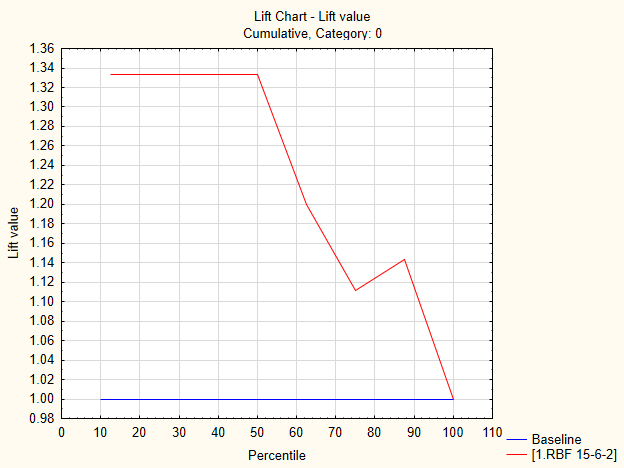 Lift Chart - Lift value
Cumulative, Category: 0
1.36
1.34
1.32
1.30
1.28
1.26
1.24
1.22
1.20
1.18
1.16
1.14
1.12
1.10
1.08
1.06
1.04
1.02
1.00
0.98
Lift value
0 10 20 30 40 50 60 70 80 90 100 110
Percentile
Baseline
[1.RBF 15-6-2]